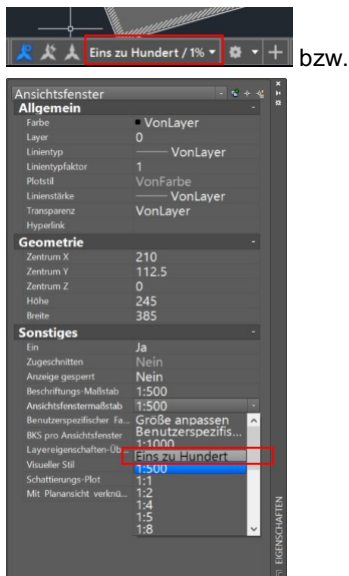 Eins zu Hundert / 1%
bzw.
Ansichtsfenster
Allgemein
Farbe VonLayer
Layer 0
Linientyp VonLayer
Linientypfaktor 1
Plotstil VonFarbe
Linienstärke VonLayer
Transparenz VonLayer
Hyperlink
Geometrie
Zentrum X 210
Zentrum Y 112.5
Zentrum Z 0
Höhe 245
Breite 385
Sonstiges
Ein Ja
Zugeschnitten Nein
Anzeige gesperrt Nein
Beschriftungs-Maßstab 1:500
Ansichtsfenstermaßstab 1:500
Benutzerspezifischer Fa... Größe anpassen
BKS pro Ansichtsfenster Benutzerspezifis...
1:1000
Layereigenschaften-Üb... Eins zu Hundert
Visueller Stil 1:500
Schattierungs-Plot 1:1
Mit Planansicht verknü... 1:2
1:4
1:5
1:8
EIGENSCHAFTEN